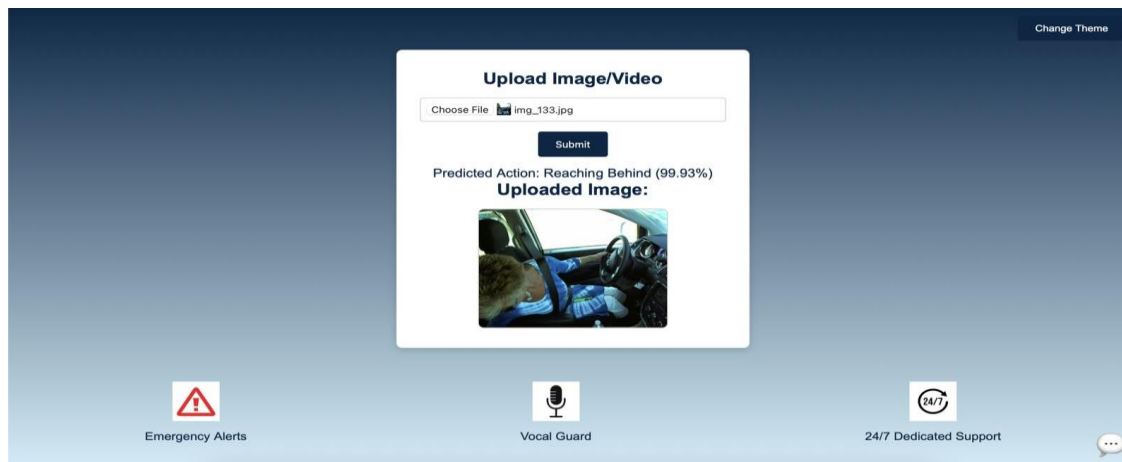 Change Theme
Upload Image/Video
Choose File img_133.jpg
Submit
Predicted Action: Reaching Behind (99.93%)
Uploaded Image:
24/7
Emergency Alerts
Vocal Guard
24/7 Dedicated Support